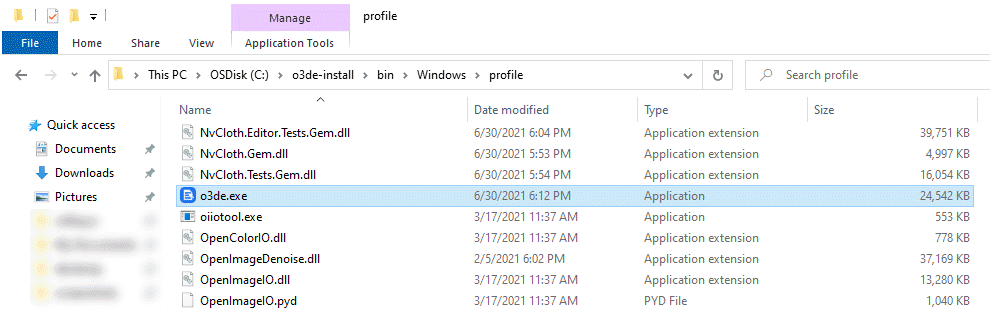 Manage
profile
File
Home
Share
View
Application Tools
This PC > OSDisk (C:) > o3de-install > bin > Windows > profile
Search profile
Name
Date modified
Type
Size
Quick access
Documents
Downloads
Pictures
NvCloth.Editor.Tests.Gem.dll 6/30/2021 6:04 PM Application extension 39,751 KB
NvCloth.Gem.dll 6/30/2021 5:53 PM Application extension 4,997 KB
NvCloth.Tests.Gem.dll 6/30/2021 5:54 PM Application extension 16,054 KB
o3de.exe 6/30/2021 6:12 PM Application 24,542 KB
oiiotool.exe 3/17/2021 11:37 AM Application 553 KB
OpenColorIO.dll 3/17/2021 11:37 AM Application extension 778 KB
OpenImageDenoise.dll 2/5/2021 6:02 PM Application extension 37,169 KB
OpenImageIO.dll 3/17/2021 11:37 AM Application extension 13,280 KB
OpenImageIO.pyd 3/17/2021 11:37 AM PYD File 1,040 KB